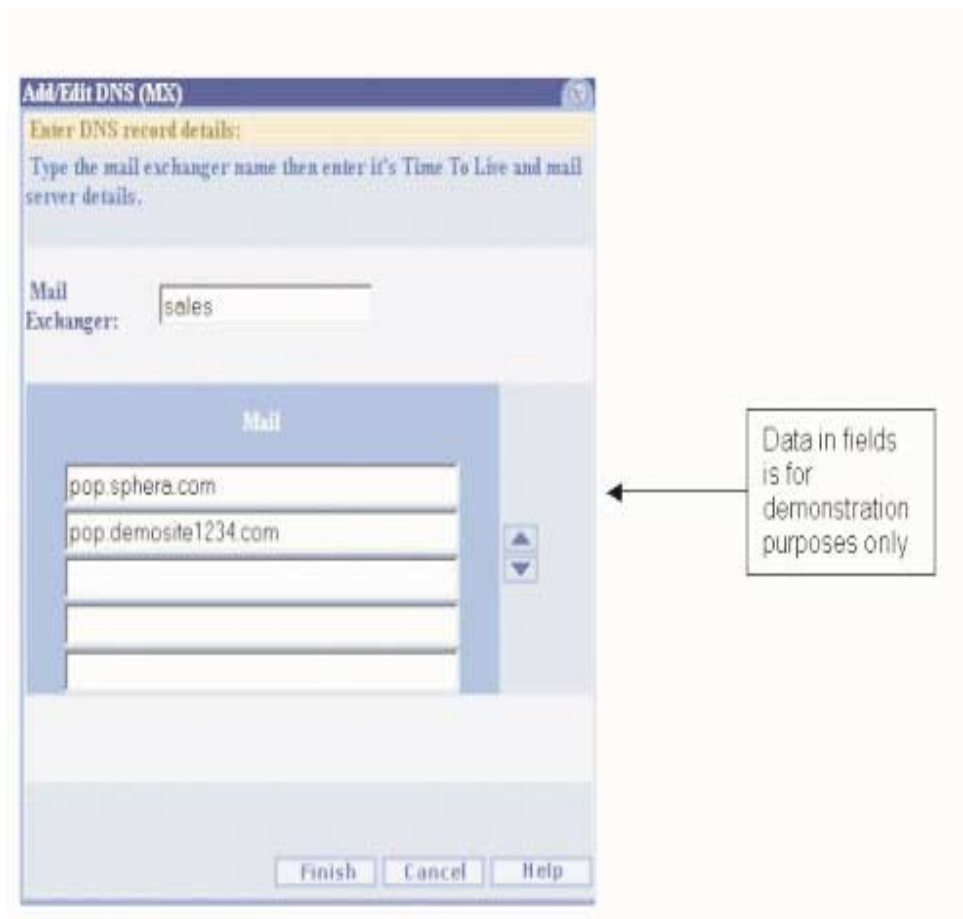 Add/Edit DNS (MX)
Enter DNS record details:
Type the mail exchanger name then enter it's Time To Live and mail
server details.
Mail
Exchanger:
sales
Mail
pop.sphera.com
pop.demosite1234.com
Data in fields
is for
demonstration
purposes only
Finish
Cancel
Help